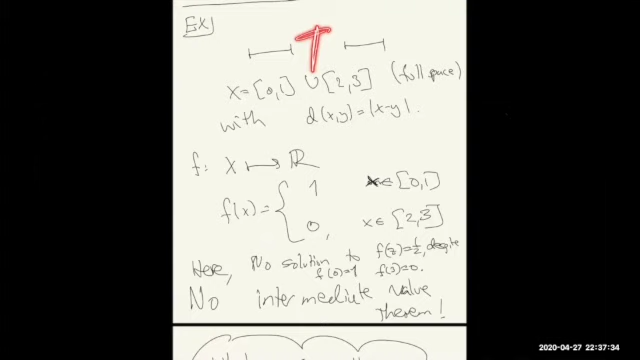 Ex
X = [0,1] ∪ [2,3] (full space)
with d(x,y) = |x-y|.
f: X ⟼ ℝ
f(x) = { 1 x ∈ [0,1]
0, x ∈ [2,3]
Here, No solution to f(z)=1/2, despite
f(0)=1 f(3)=0.
No intermediate value
Therem!
2020-04-27 22:37:34